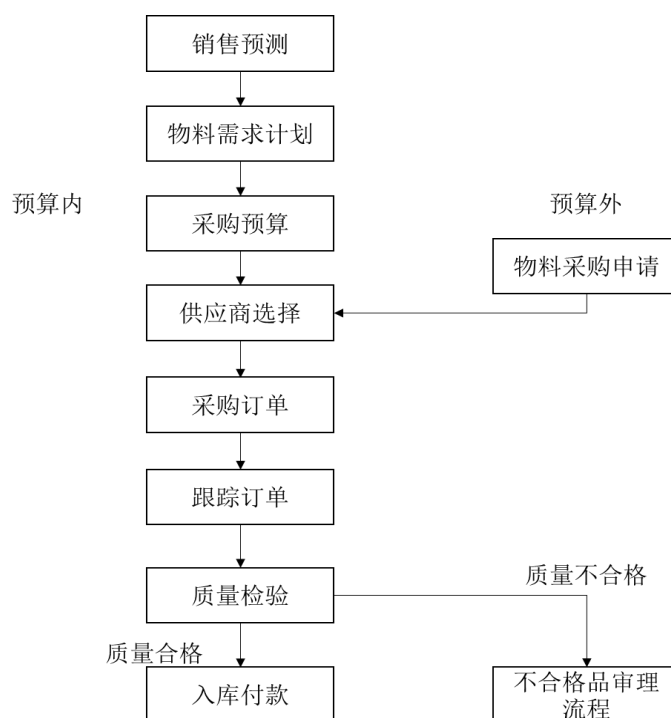 销售预测
物料需求计划
预算内
预算外
采购预算
物料采购申请
供应商选择
采购订单
跟踪订单
质量不合格
质量检验
质量合格
入库付款
不合格品审理
流程